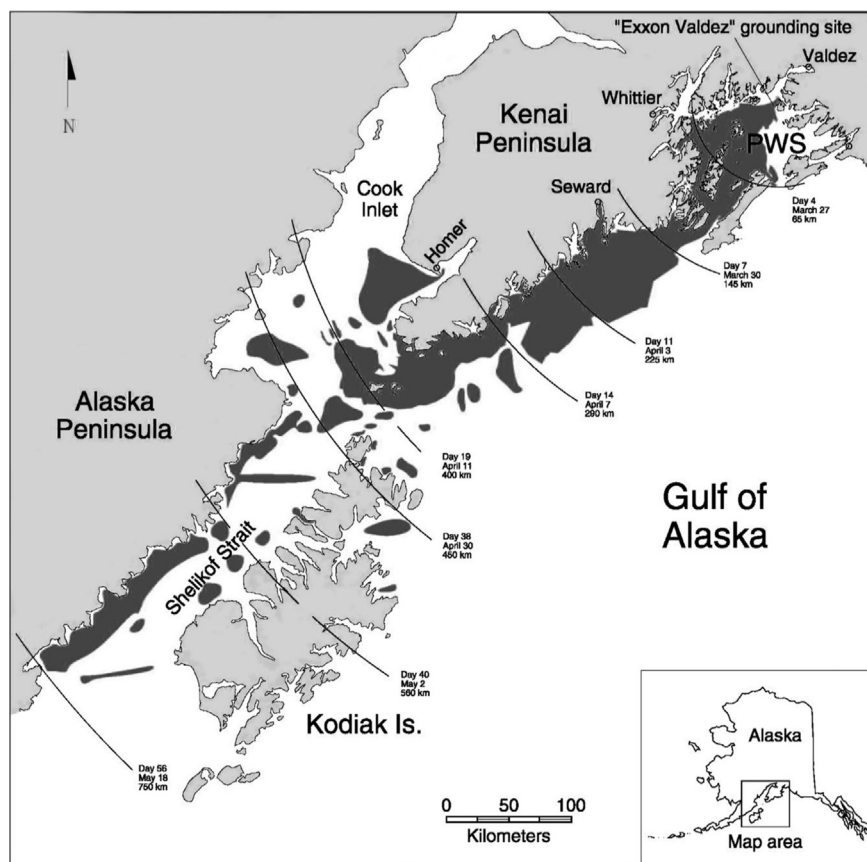 "Exxon Valdez" grounding site
Valdez
Whittier
N
Kenai
Peninsula
PWS
Cook
Inlet
Seward
Day 4
March 27
65 km
Homer
Day 7
March 30
145 km
Day 11
April 3
225 km
Alaska
Peninsula
Day 14
April 7
290 km
Day 19
April 11
400 km
Gulf of
Alaska
Day 38
April 30
450 km
Shelikof Strait
Day 40
May 2
560 km
Kodiak Is.
Day 56
May 18
750 km
0 50 100
Kilometers
Alaska
Map area